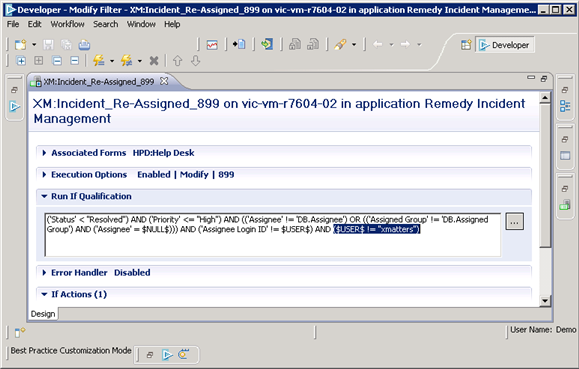 Developer - Modify Filter - XM:Incident_Re-Assigned_899 on vic-vm-r7604-02 in application Remedy Incident Manageme...
File Edit Workflow Search Window Help
Developer
XM:Incident_Re-Assigned_899
XM:Incident_Re-Assigned_899 on vic-vm-r7604-02 in application Remedy Incident
Management
Associated Forms HPD:Help Desk
Execution Options Enabled | Modify | 899
Run If Qualification
('Status' < "Resolved") AND ('Priority' <= "High") AND (('Assignee' != 'DB.Assignee') OR (('Assigned Group' != 'DB.Assigned
Group') AND ('Assignee' = $NULL$))) AND ('Assignee Login ID' != $USER$) AND ($USER$ != "xmatters")
...
Error Handler Disabled
If Actions (1)
Design
User Name: Demo
Best Practice Customization Mode